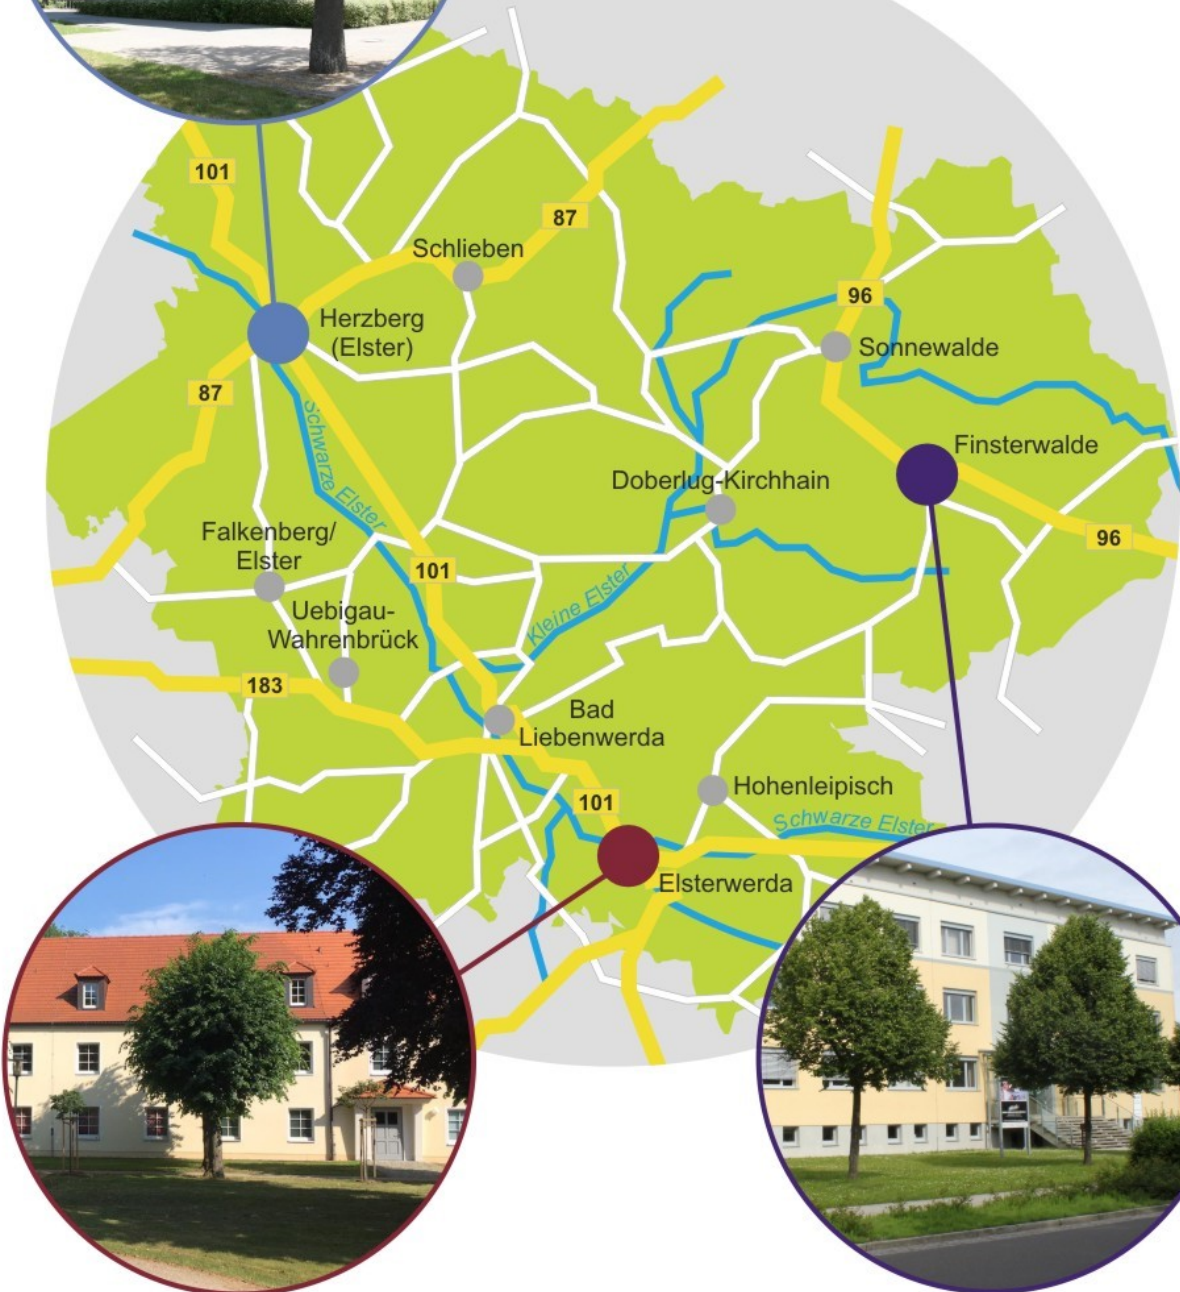 101
87
Schlieben
96
Herzberg
(Elster)
Sonnewalde
87
Schwarze Elster
Finsterwalde
Doberlug-Kirchhain
Falkenberg/
Elster
96
101
Kleine Elster
Uebigau-
Wahrenbrück
183
Bad
Liebenwerda
Hohenleipisch
101
Schwarze Elster
Elsterwerda